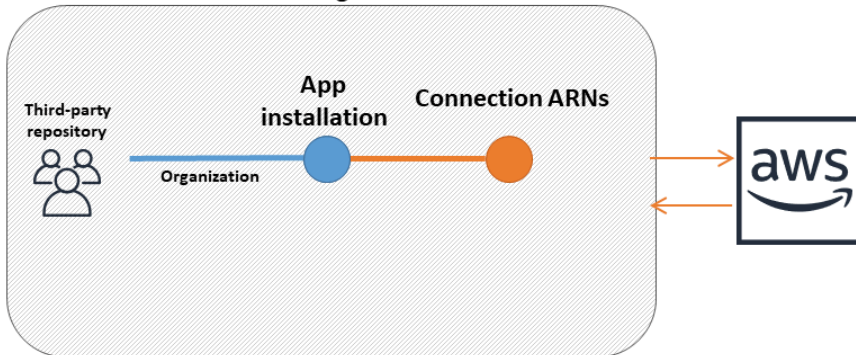 App
installation
Connection ARNs
Third-party
repository
Organization
aws